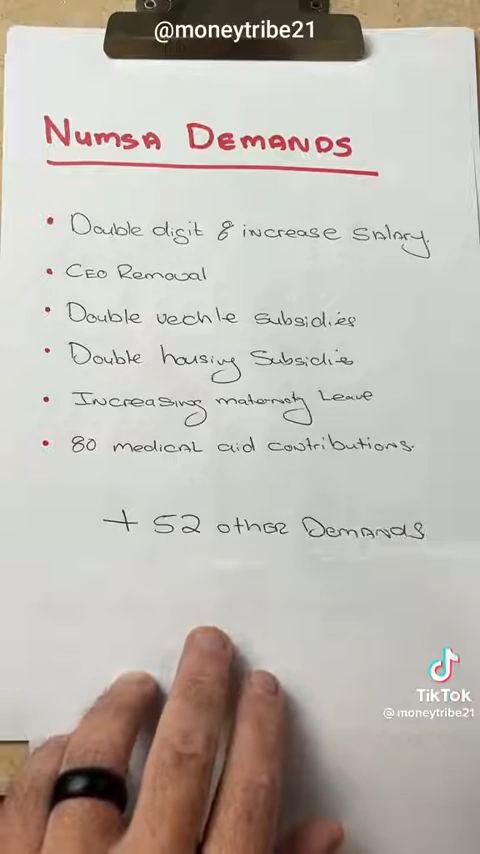 @moneytribe21
NUMSA DEMANDS
• Double digit & increase SALARY.
• CEO Removal
• Double vechle subsidies
• Double housing Subsidie
• INCREASING maternity Leave
• 80 medical aid contributions.
+ 52 other Demands
TikTok
@moneytribe21